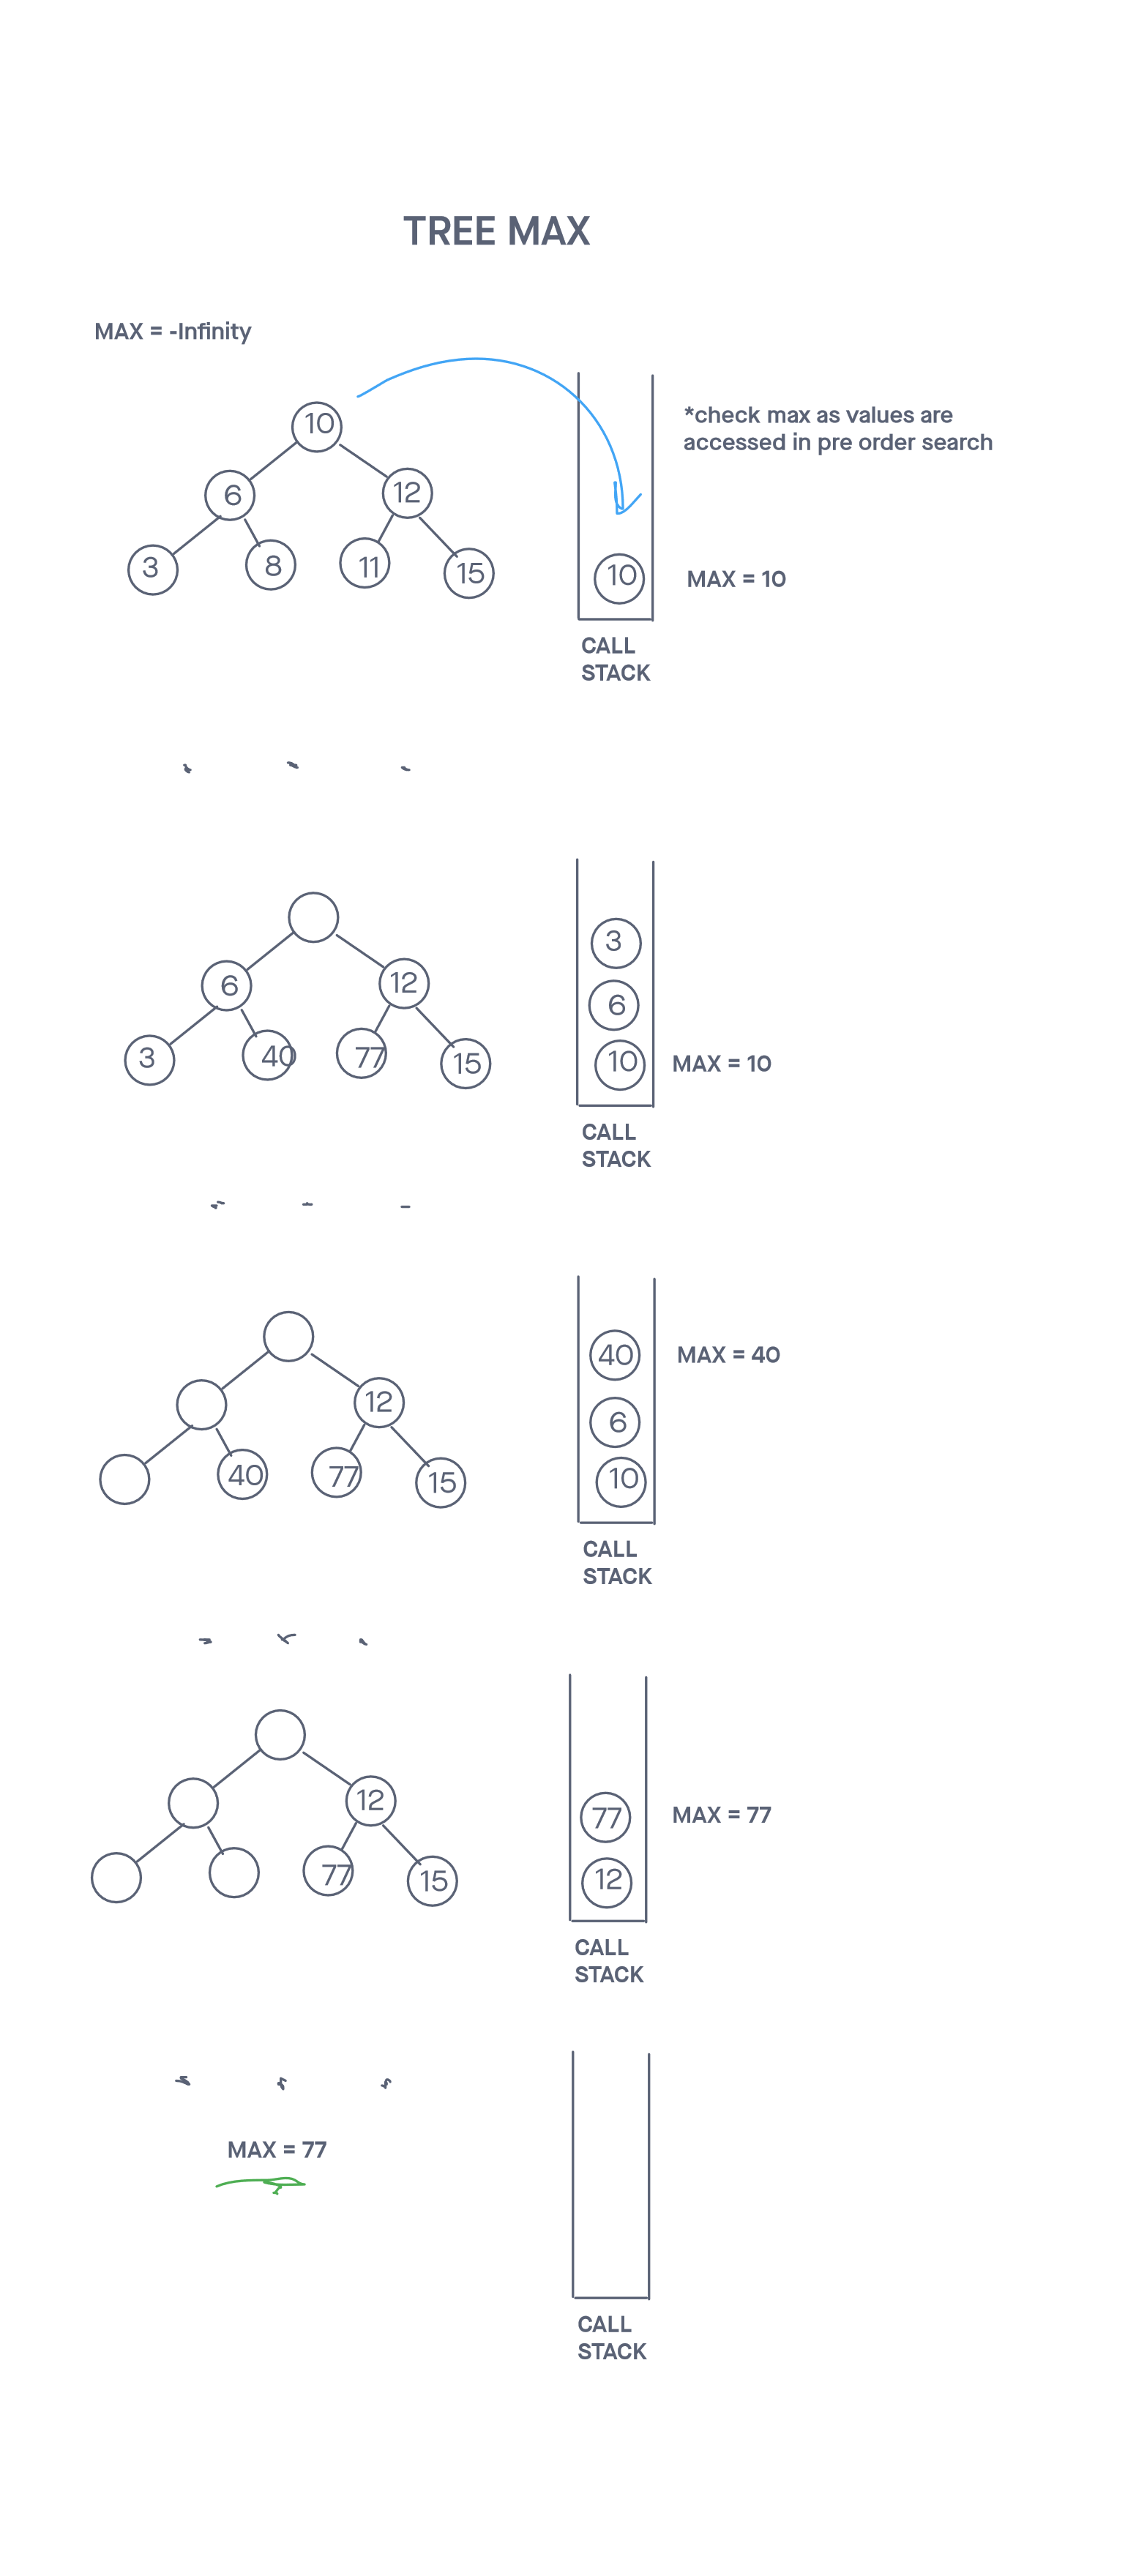 TREE MAX
MAX = -Infinity
10
6
12
3
8
11
15
*check max as values are
accessed in pre order search
10
MAX = 10
CALL
STACK
6
12
3
40
77
15
3
6
10
MAX = 10
CALL
STACK
12
40
77
15
40
MAX = 40
6
10
CALL
STACK
12
77
15
77
MAX = 77
12
CALL
STACK
MAX = 77
CALL
STACK